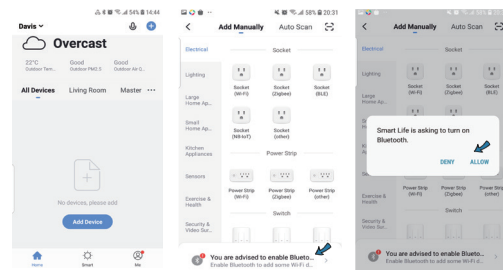 54% 14:44
Davis
Overcast
22°C Good Good
Outdoor Tem... Outdoor PM2.5 Outdoor Air Q...
All Devices Living Room Master ...
No devices, please add
Add Device
Home Smart Me
58% 20:31
Add Manually Auto Scan
Electrical
Lighting
Large
Home Ap...
Small
Home Ap...
Kitchen
Appliances
Sensors
Exercise &
Health
Security &
Video Sur...
Socket
Socket Socket Socket
(Wi-Fi) (Zigbee) (BLE)
Socket Socket
(NB-IoT) (other)
Power Strip
Power Strip Power Strip Power Strip
(Wi-Fi) (Zigbee) (other)
Switch
You are advised to enable Blueto...
Enable Bluetooth to add some Wi-Fi d...
Add Manually Auto Scan
Electrical
Lighting
Large
Home Ap...
Socket
Socket Socket Socket
(Wi-Fi) (Zigbee) (BLE)
Smart Life is asking to turn on
Bluetooth.
DENY ALLOW
Sensors
Exercise &
Health
Security &
Video Sur...
Power Strip Power Strip Power Strip
(Wi-Fi) (Zigbee) (other)
Switch
You are advised to enable Blueto...
Enable Bluetooth to add some Wi-Fi d...